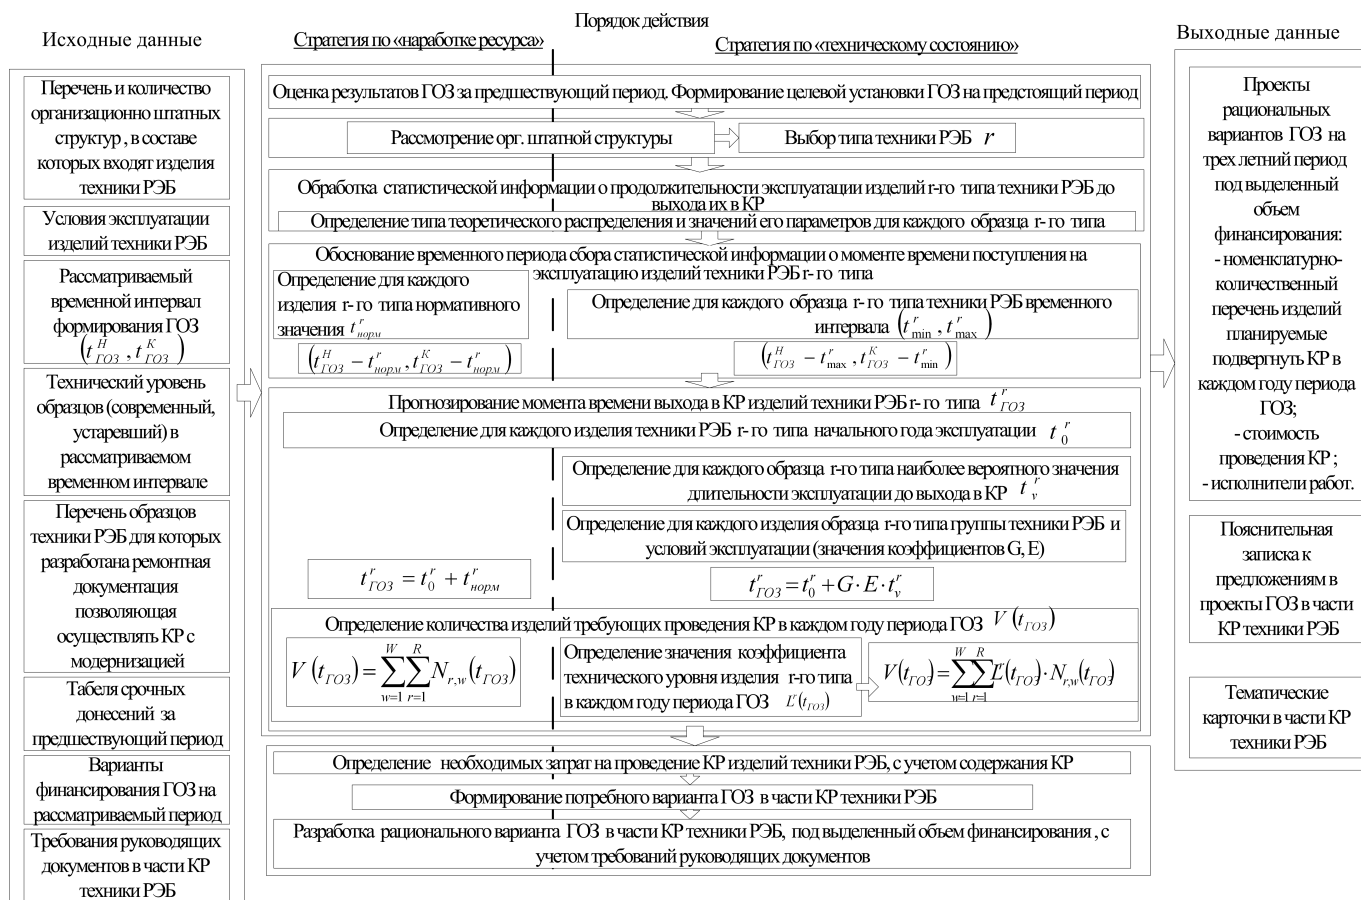 Порядок действия
Исходные данные
Стратегия по «наработке ресурса»
Стратегия по «техническому состоянию»
Выходные данные
Перечень и количество
организационно штатных
структур , в составе
которых входят изделия
техники РЭБ
Условия эксплуатации
изделий техники РЭБ
Рассматриваемый
временной интервал
формирования ГОЗ
(t^Н_ГОЗ , t^К_ГОЗ)
Технический уровень
образцов (современный,
устаревший) в
рассматриваемом
временном интервале
Перечень образцов
техники РЭБ для которых
разработана ремонтная
документация
позволяющая
осуществлять КР с
модернизацией
Табеля срочных
донесений за
предшествующий период
Варианты
финансирования ГОЗ на
рассматриваемый период
Требования руководящих
документов в части КР
техники РЭБ
Оценка результатов ГОЗ за предшествующий период. Формирование целевой установки ГОЗ на предстоящий период
Рассмотрение орг. штатной структуры
Выбор типа техники РЭБ r
Обработка статистической информации о продолжительности эксплуатации изделий r-го типа техники РЭБ до
выхода их в КР
Определение типа теоретического распределения и значений его параметров для каждого образца r- го типа
Обоснование временного периода сбора статистической информации о моменте времени поступления на
эксплуатацию изделий техники РЭБ r- го типа
Определение для каждого
изделия r- го типа нормативного
значения t^r_норм
(t^Н_ГОЗ − t^r_норм , t^К_ГОЗ − t^r_норм)
Определение для каждого образца r- го типа техники РЭБ временного
интервала (t^r_min , t^r_max)
(t^Н_ГОЗ − t^r_max , t^К_ГОЗ − t^r_min)
Прогнозирование момента времени выхода в КР изделий техники РЭБ r- го типа t^r_ГОЗ
Определение для каждого изделия техники РЭБ r- го типа начального года эксплуатации t^r_0
Определение для каждого образца r-го типа наиболее вероятного значения
длительности эксплуатации до выхода в КР t^r_v
Определение для каждого изделия образца r-го типа группы техники РЭБ и
условий эксплуатации (значения коэффициентов G, E)
t^r_ГОЗ = t^r_0 + t^r_норм
t^r_ГОЗ = t^r_0 + G · E · t^r_v
Определение количества изделий требующих проведения КР в каждом году периода ГОЗ V(t_ГОЗ)
V(t_ГОЗ) = ∑^W_w=1 ∑^R_r=1 N_r,w(t_ГОЗ)
Определение значения коэффициента
технического уровня изделия r-го типа
в каждом году периода ГОЗ L^r(t_ГОЗ)
V(t_ГОЗ) = ∑^W_w=1 ∑^R_r=1 L^r(t_ГОЗ) · N_r,w(t_ГОЗ)
Определение необходимых затрат на проведение КР изделий техники РЭБ, с учетом содержания КР
Формирование потребного варианта ГОЗ в части КР техники РЭБ
Разработка рационального варианта ГОЗ в части КР техники РЭБ, под выделенный объем финансирования , с
учетом требований руководящих документов
Проекты
рациональных
вариантов ГОЗ на
трех летний период
под выделенный
объем
финансирования:
- номенклатурно-
количественный
перечень изделий
планируемые
подвергнуть КР в
каждом году периода
ГОЗ;
- стоимость
проведения КР ;
- исполнители работ.
Пояснительная
записка к
предложениям в
проекты ГОЗ в части
КР техники РЭБ
Тематические
карточки в части КР
техники РЭБ